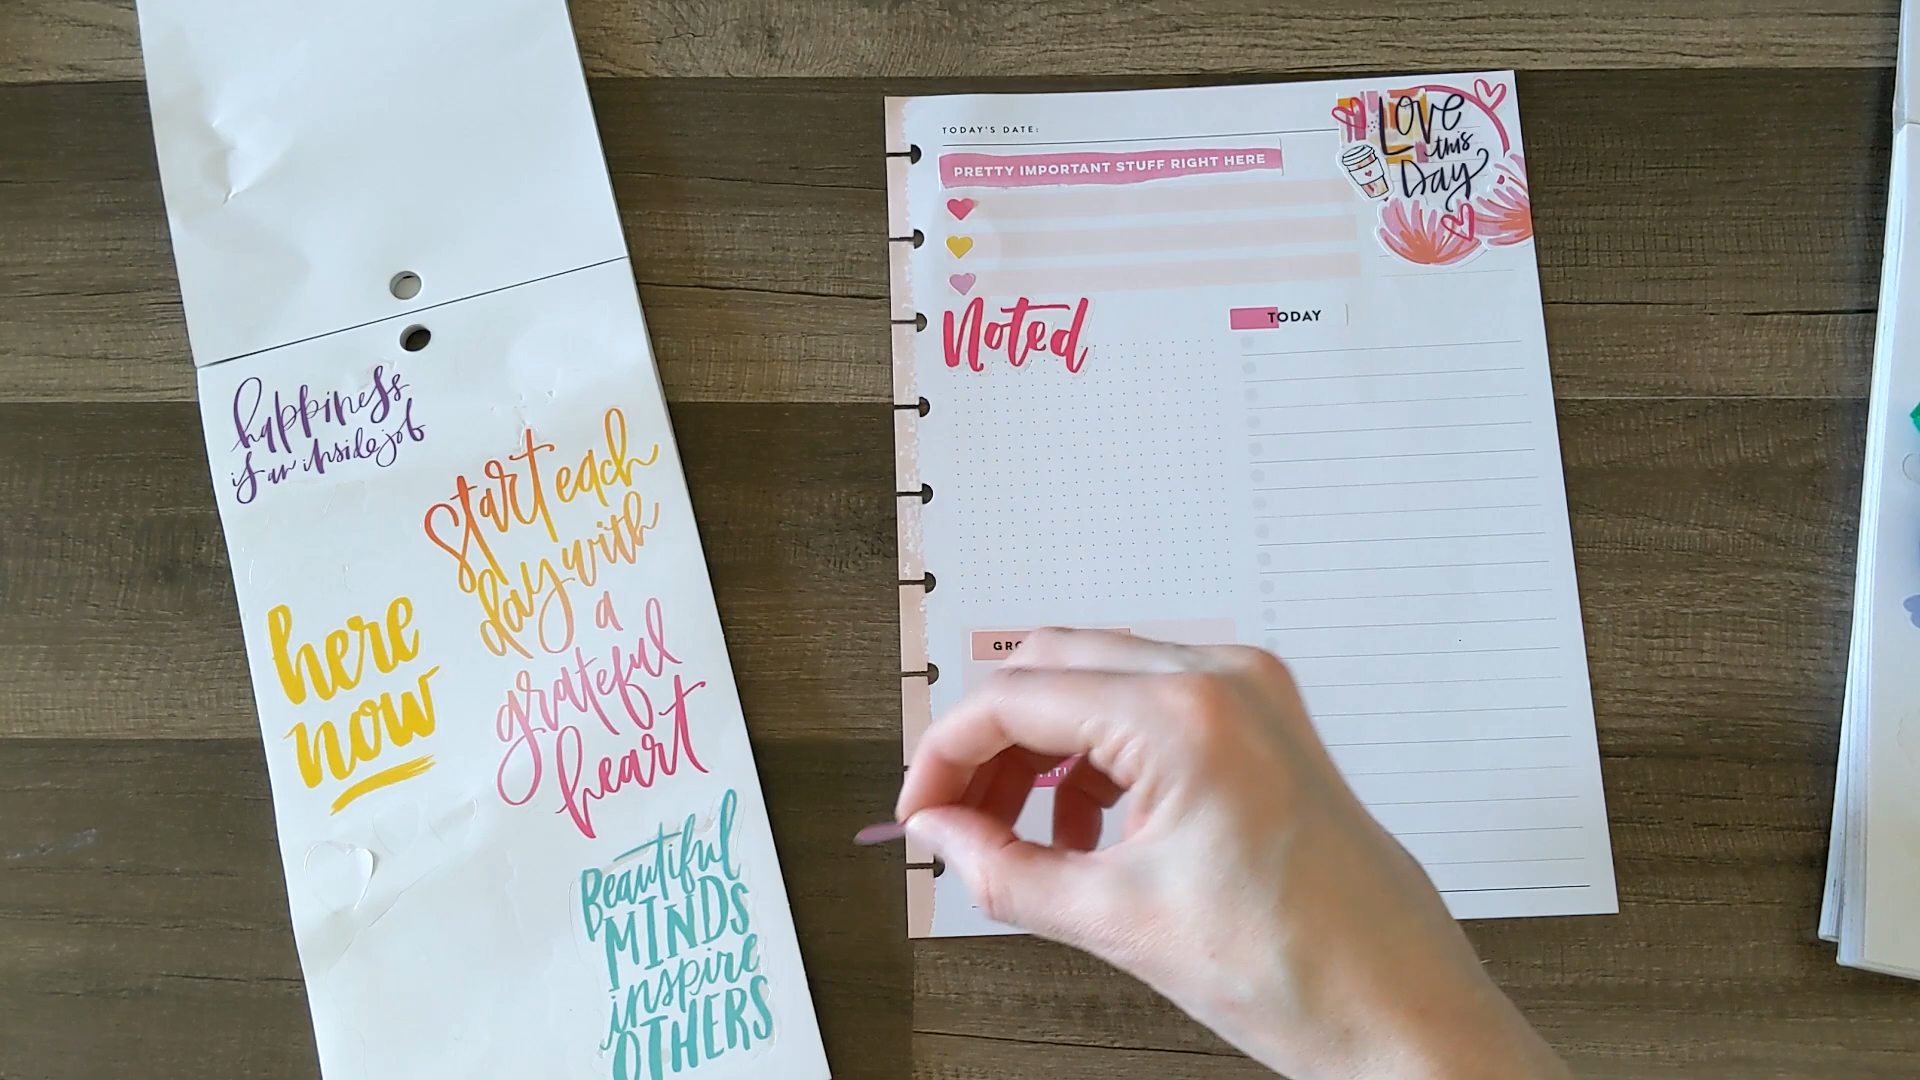 happiness
is an inside job
start each
day with
a
grateful
heart
here
now
Beautiful
MINDS
inspire
OTHERS
TODAY'S DATE:
PRETTY IMPORTANT STUFF RIGHT HERE
Love
this
Day
Noted
TODAY